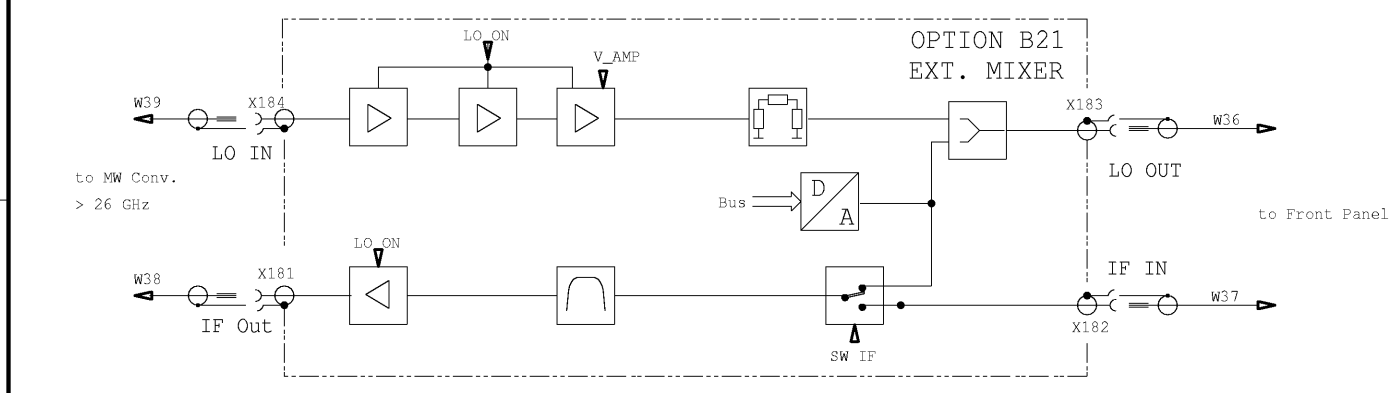 LO_ON
V_AMP
OPTION B21
EXT. MIXER
W39
X184
LO IN
X183
W36
LO OUT
to MW Conv.
> 26 GHz
Bus
D
A
to Front Panel
LO_ON
W38
X181
IF Out
IF IN
W37
X182
SW IF